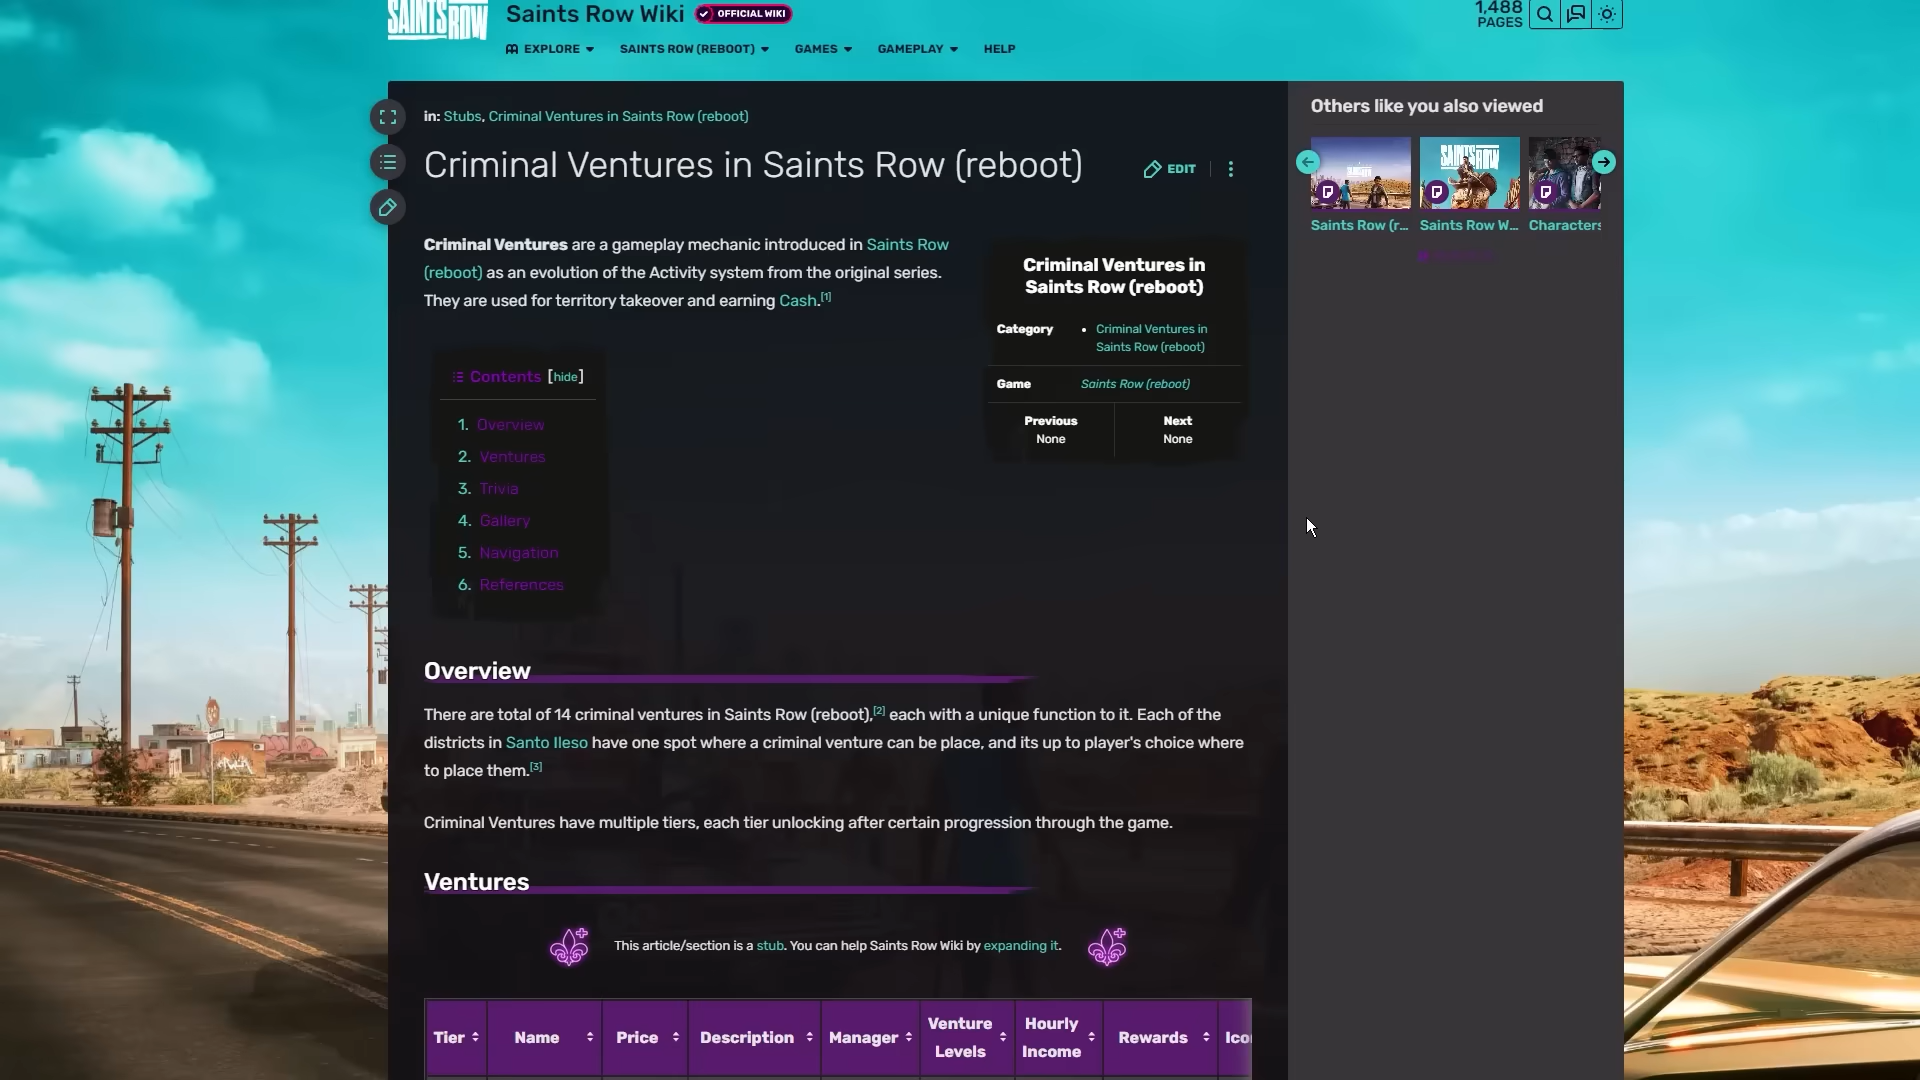 SAINTS ROW
Saints Row Wiki
OFFICIAL WIKI
1,488
PAGES
EXPLORE
SAINTS ROW (REBOOT)
GAMES
GAMEPLAY
HELP
in: Stubs, Criminal Ventures in Saints Row (reboot)
Criminal Ventures in Saints Row (reboot)
EDIT
Criminal Ventures are a gameplay mechanic introduced in Saints Row
(reboot) as an evolution of the Activity system from the original series.
They are used for territory takeover and earning Cash.[1]
Criminal Ventures in
Saints Row (reboot)
Category
Criminal Ventures in
Saints Row (reboot)
Game
Saints Row (reboot)
Previous
None
Next
None
Contents [hide]
1. Overview
2. Ventures
3. Trivia
4. Gallery
5. Navigation
6. References
Overview
There are total of 14 criminal ventures in Saints Row (reboot),[2] each with a unique function to it. Each of the
districts in Santo Ileso have one spot where a criminal venture can be place, and its up to player's choice where
to place them.[3]
Criminal Ventures have multiple tiers, each tier unlocking after certain progression through the game.
Ventures
This article/section is a stub. You can help Saints Row Wiki by expanding it.
Tier
Name
Price
Description
Manager
Venture
Levels
Hourly
Income
Rewards
Ico
Others like you also viewed
SAINTS ROW
Saints Row (r...
Saints Row W...
Characters